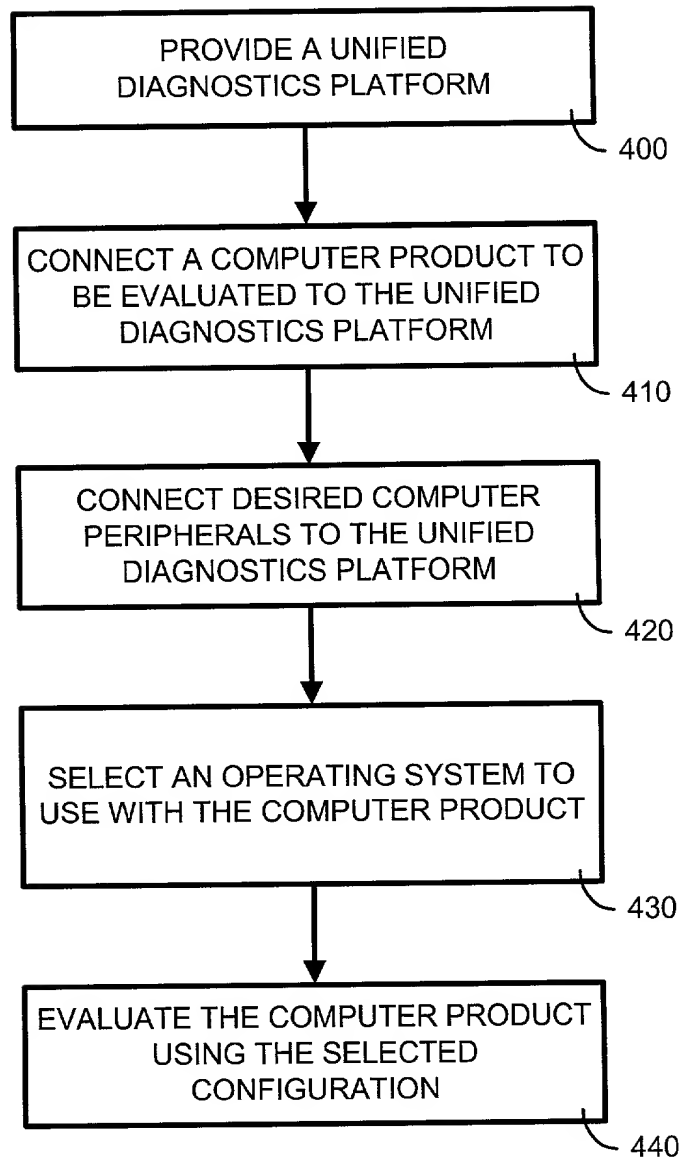 PROVIDE A UNIFIED
DIAGNOSTICS PLATFORM
400
CONNECT A COMPUTER PRODUCT TO
BE EVALUATED TO THE UNIFIED
DIAGNOSTICS PLATFORM
410
CONNECT DESIRED COMPUTER
PERIPHERALS TO THE UNIFIED
DIAGNOSTICS PLATFORM
420
SELECT AN OPERATING SYSTEM TO
USE WITH THE COMPUTER PRODUCT
430
EVALUATE THE COMPUTER PRODUCT
USING THE SELECTED
CONFIGURATION
440